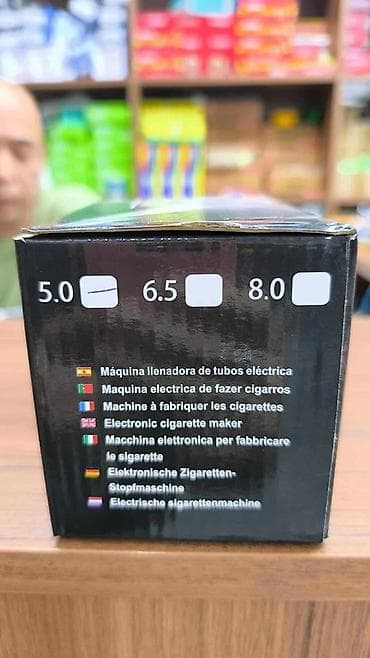 5.0 6.5 8.0
Máquina llenadora de tubos eléctrica
Maquina electrica de fazer cigarros
Machine à fabriquer les cigarettes
Electronic cigarette maker
Macchina elettronica per fabbricare
le sigarette
Elektronische Zigaretten-
Stopfmaschine
Electrische sigarettenmachine